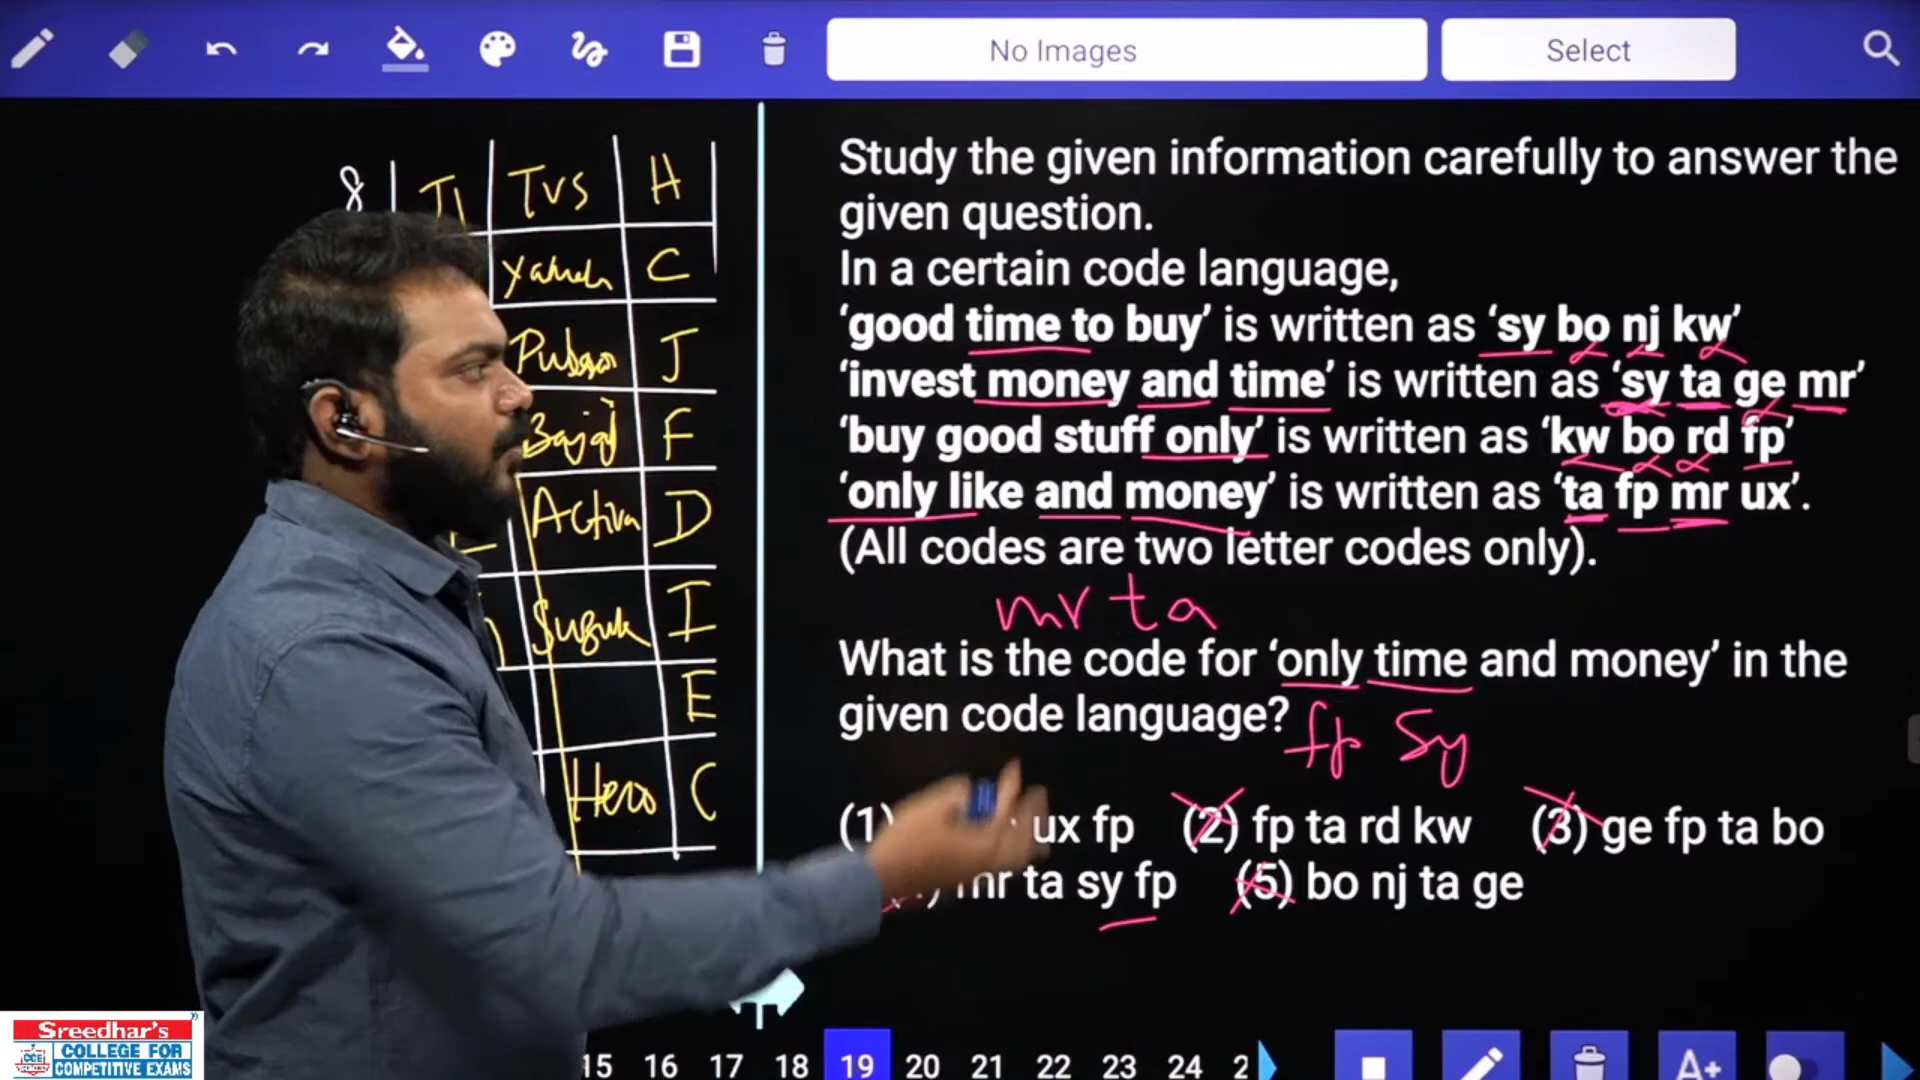 No Images
Select
8
TVS H
C
J
Bajaj F
Activa D
I
E
Hero C
Study the given information carefully to answer the
given question.
In a certain code language,
‘good time to buy’ is written as ‘sy bo nj kw’
‘invest money and time’ is written as ‘sy ta ge mr’
‘buy good stuff only’ is written as ‘kw bo rd fp’
‘only like and money’ is written as ‘ta fp mr ux’.
(All codes are two letter codes only).
mr ta
What is the code for ‘only time and money’ in the
given code language?
fp sy
(1) ux fp (2) fp ta rd kw (3) ge fp ta bo
mr ta sy fp (5) bo nj ta ge
Sreedhar's
CCE
COLLEGE FOR
COMPETITIVE EXAMS
15 16 17 18 19 20 21 22 23 24 2
A+